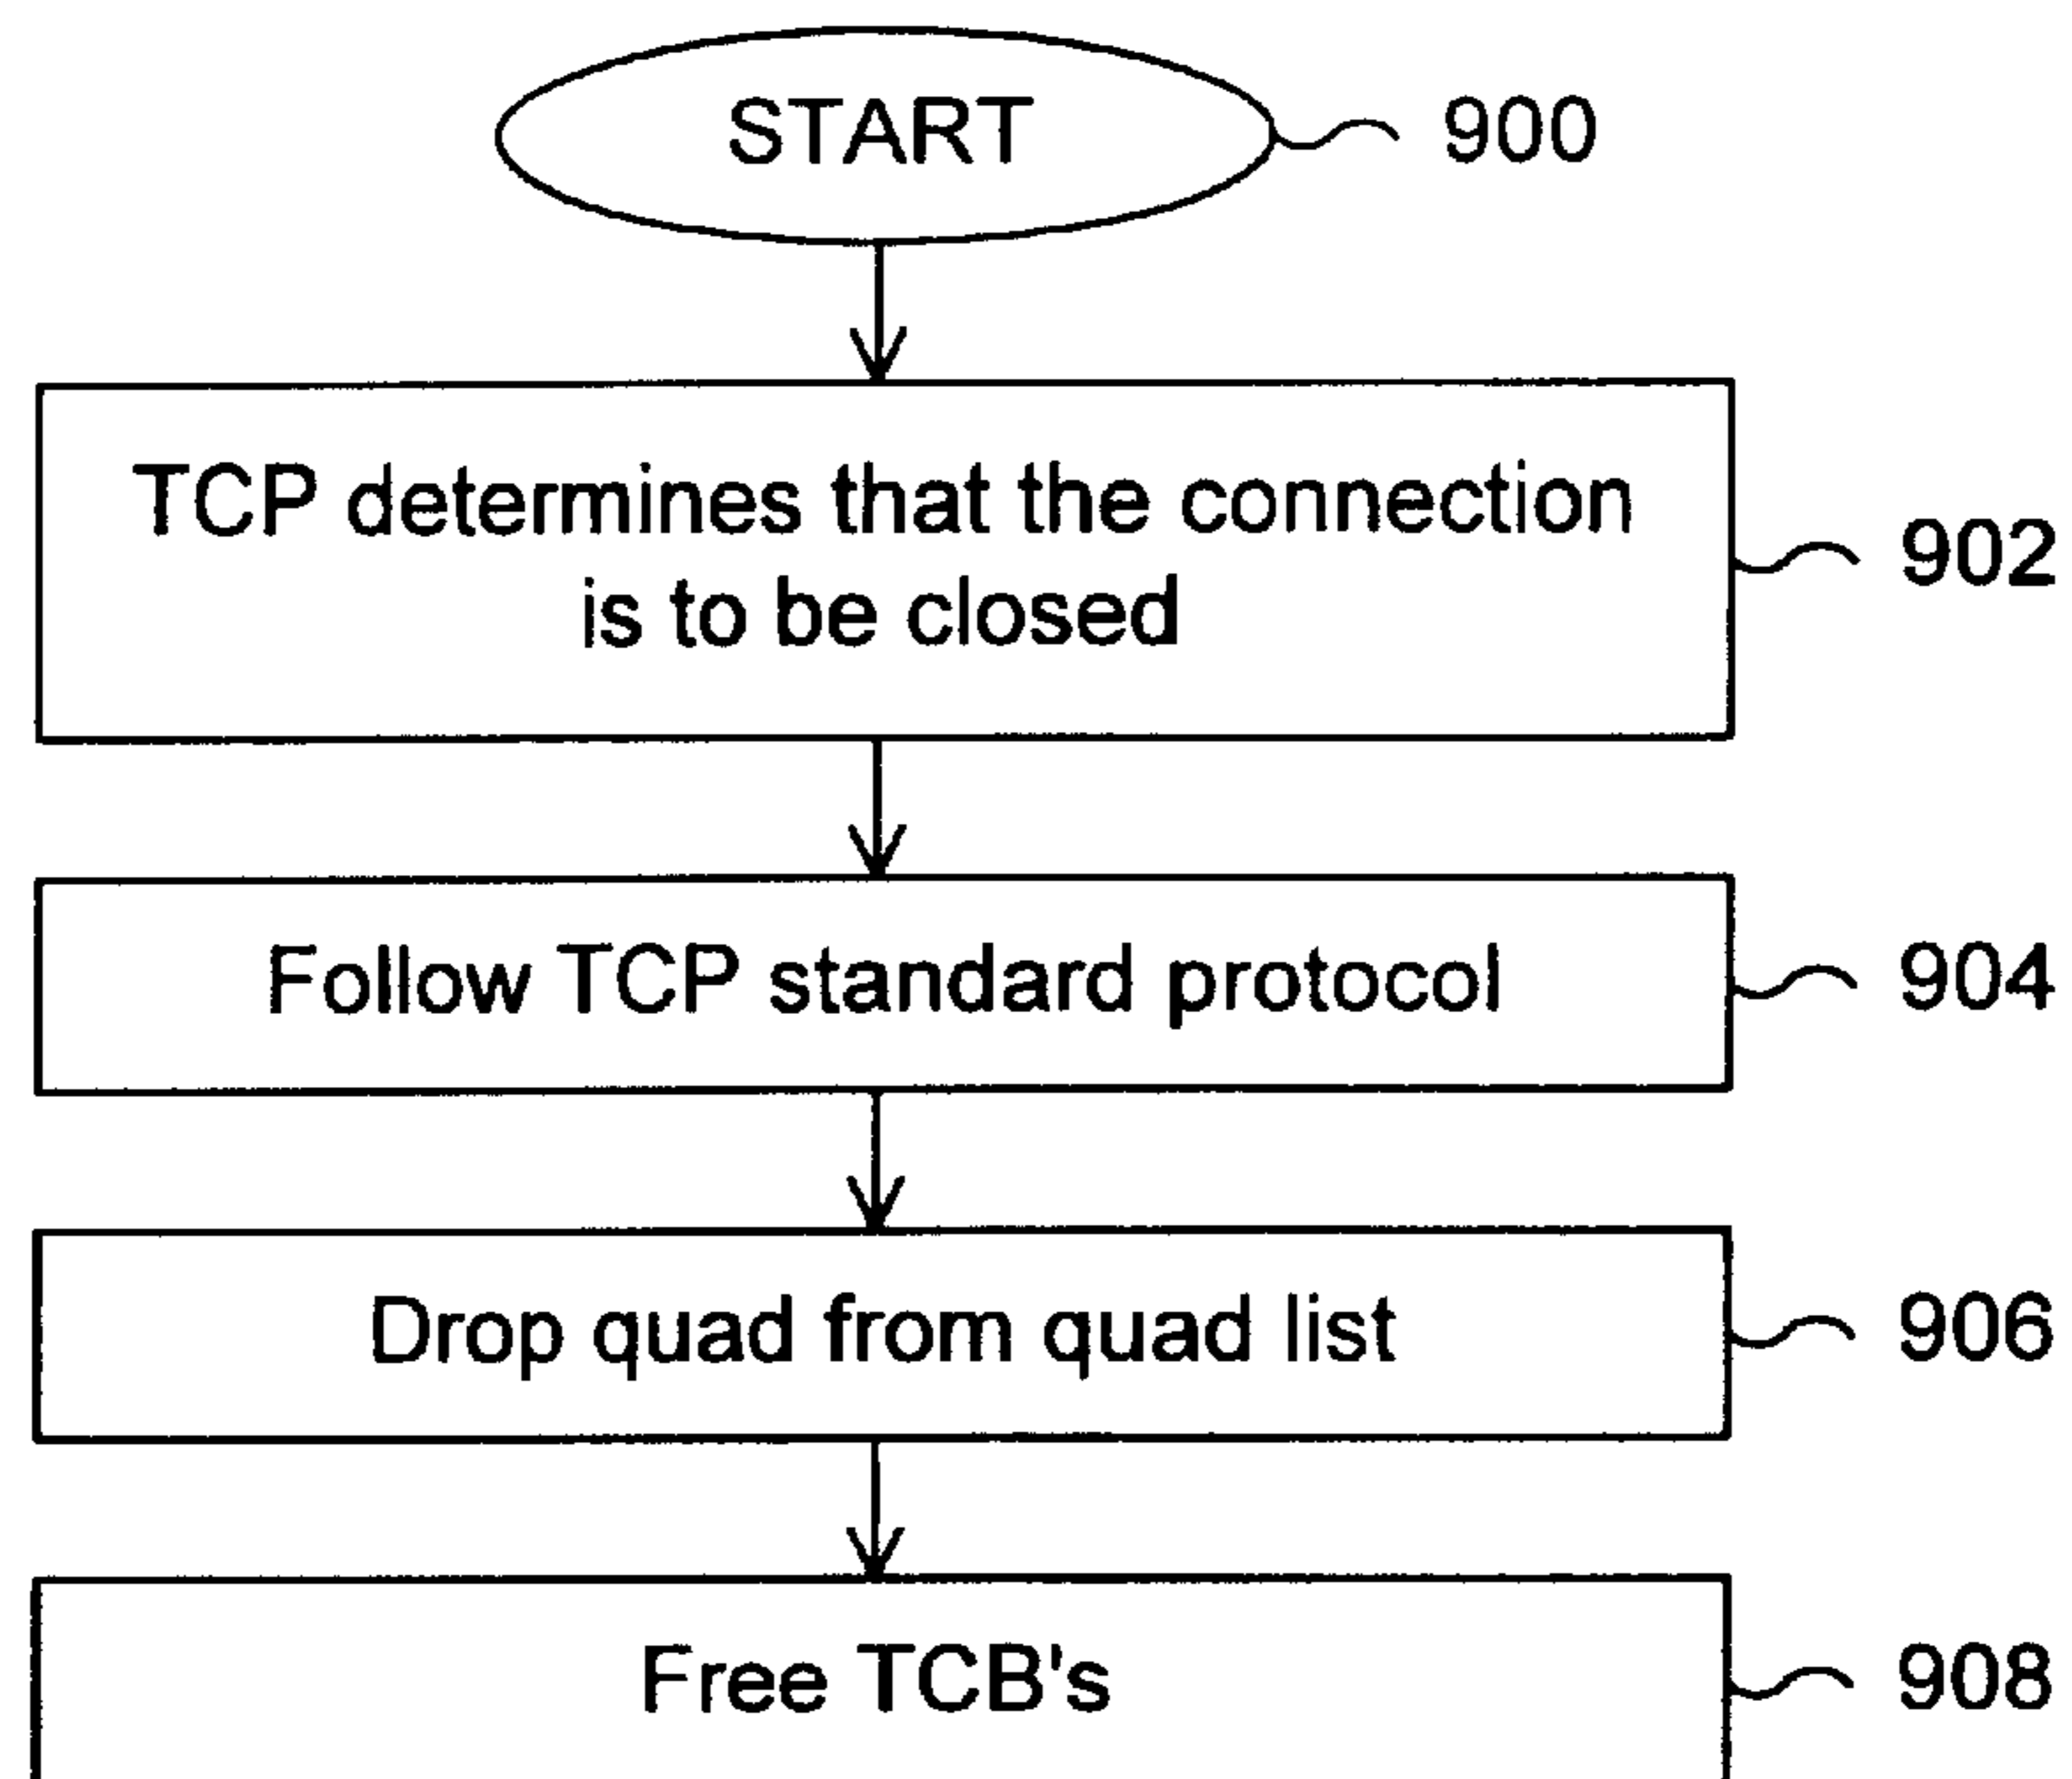 START
900
TCP determines that the connection
is to be closed
902
Follow TCP standard protocol
904
Drop quad from quad list
906
Free TCB's
908